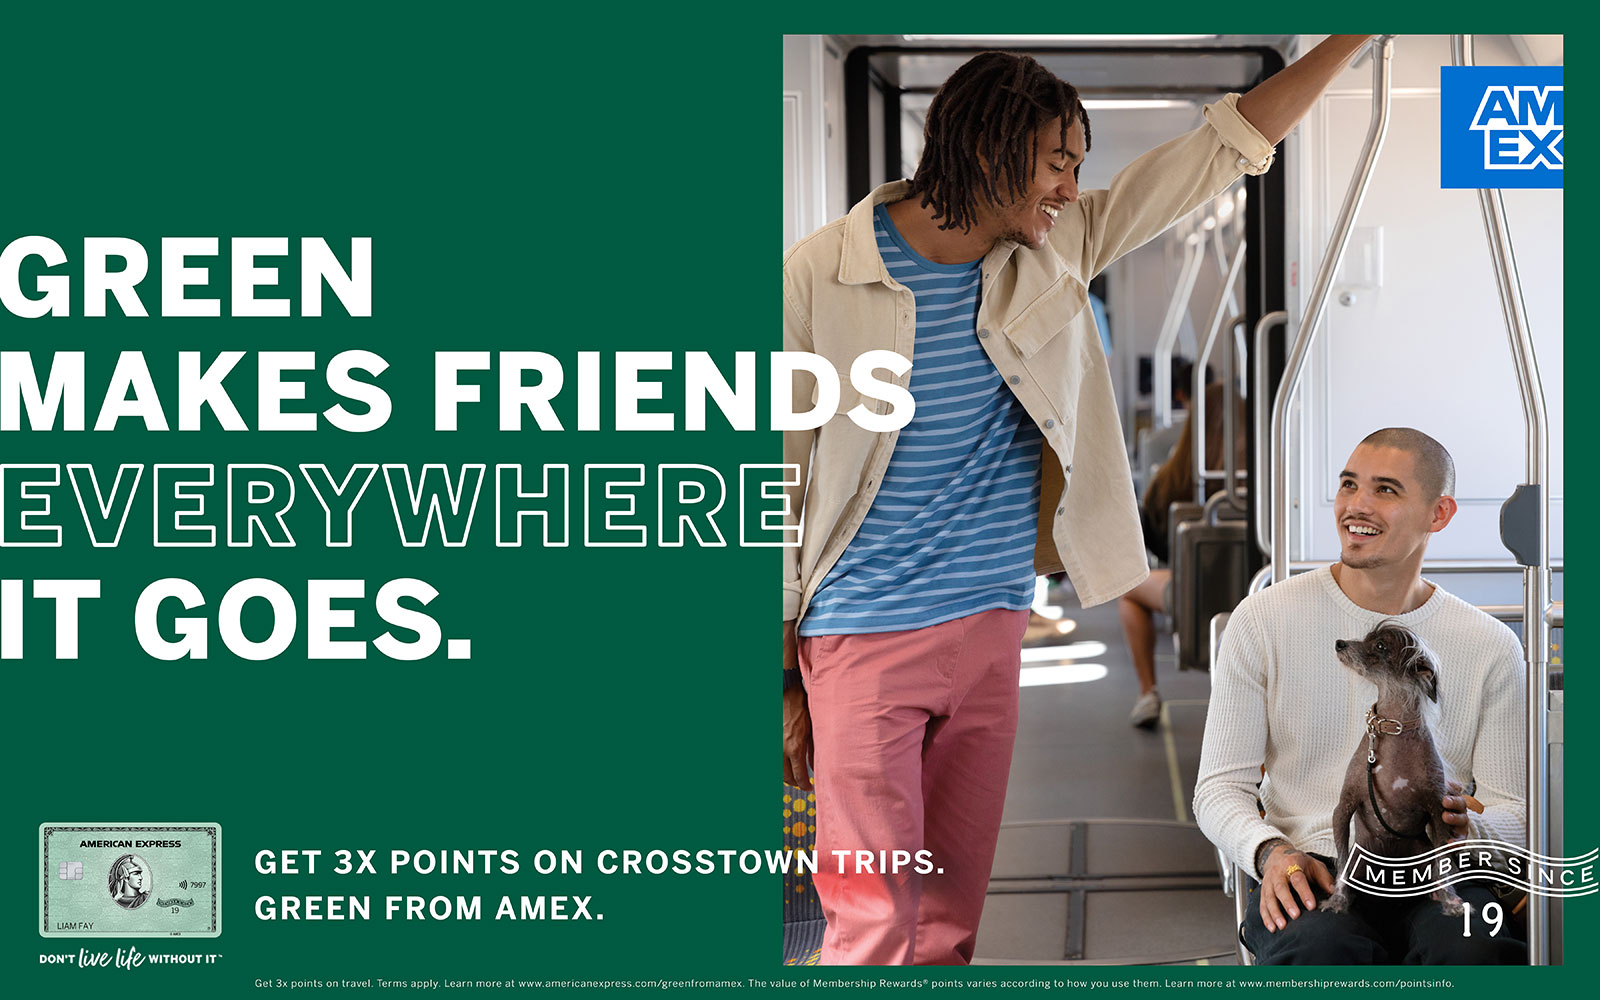 GREEN
MAKES FRIENDS
EVERYWHERE
IT GOES.
AM
EX
AMERICAN EXPRESS
7997
19
LIAM FAY
DON'T live life WITHOUT IT™
GET 3X POINTS ON CROSSTOWN TRIPS.
GREEN FROM AMEX.
MEMBER SINCE
19
Get 3x points on travel. Terms apply. Learn more at www.americanexpress.com/greenfromamex. The value of Membership Rewards® points varies according to how you use them. Learn more at www.membershiprewards.com/pointsinfo.